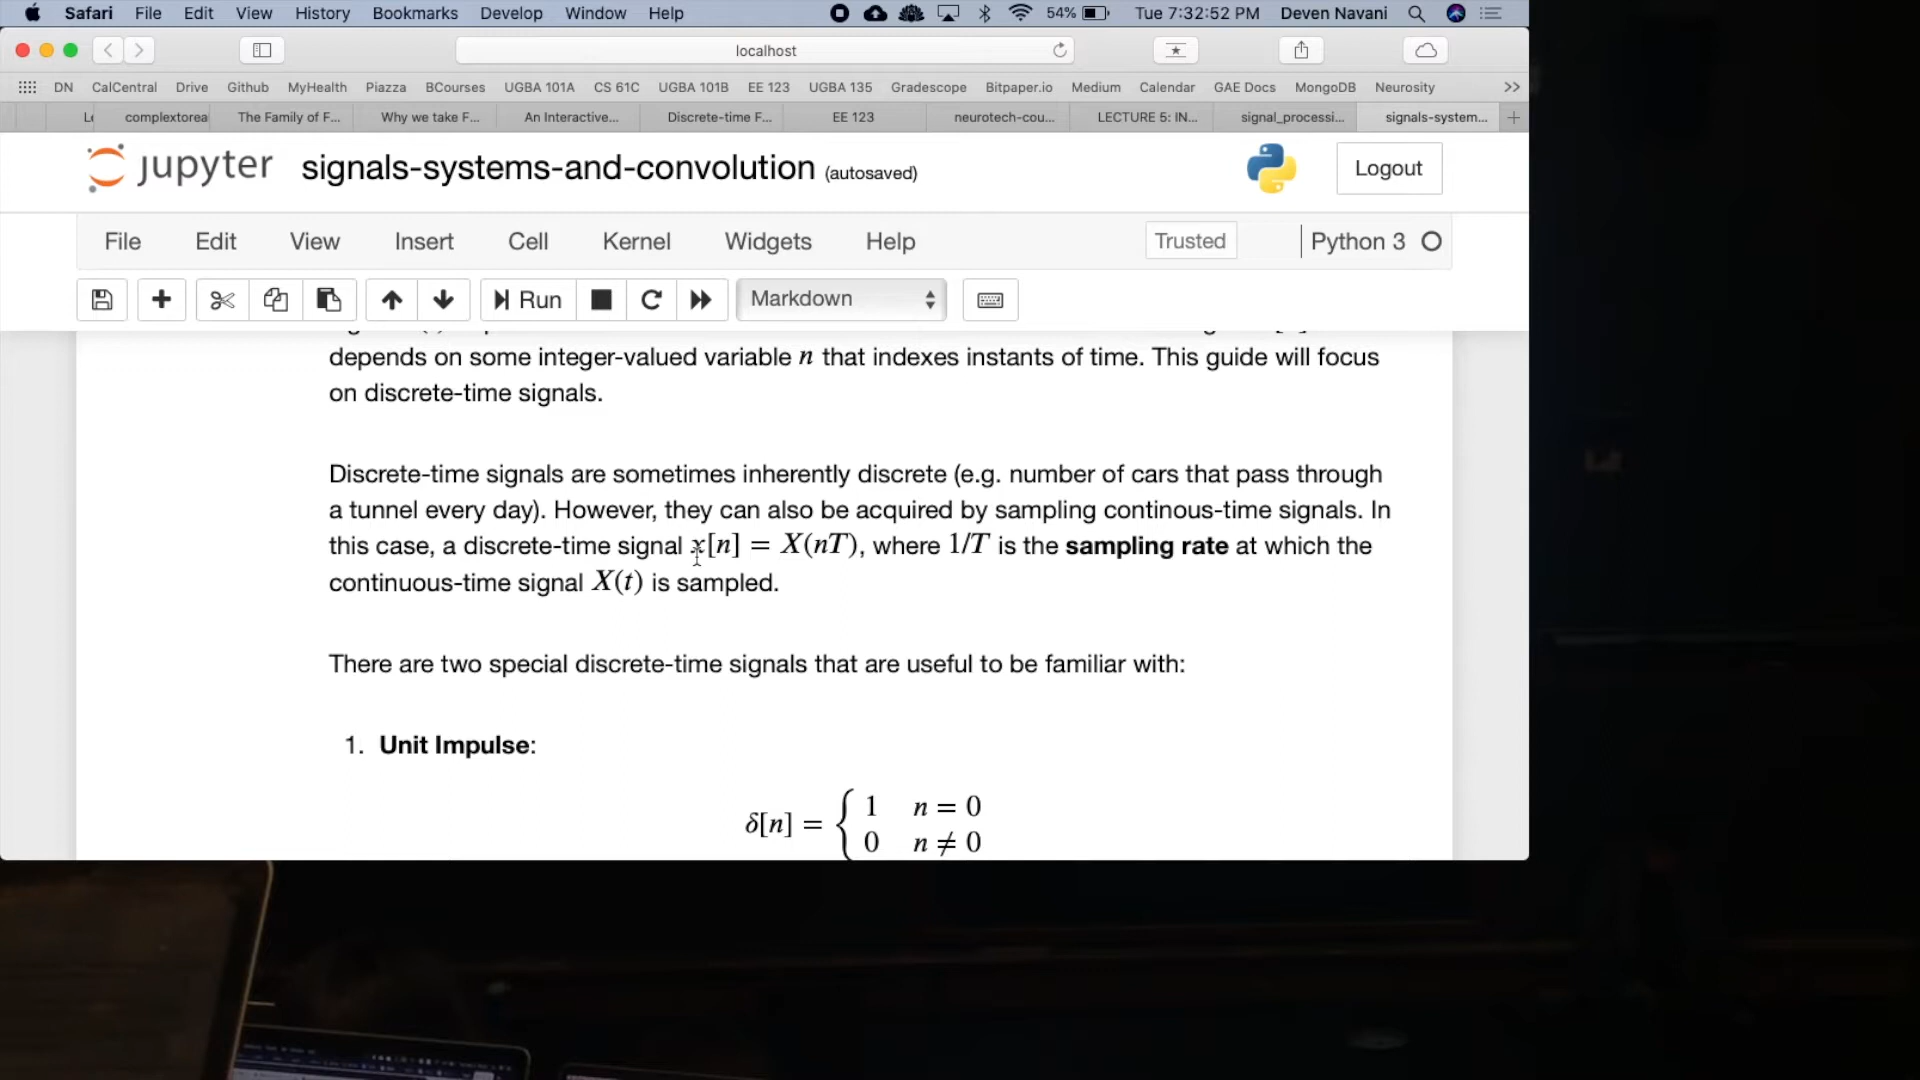 Safari File Edit View History Bookmarks Develop Window Help 54% Tue 7:32:52 PM Deven Navani
localhost
DN CalCentral Drive Github MyHealth Piazza BCourses UGBA 101A CS 61C UGBA 101B EE 123 UGBA 135 Gradescope Bitpaper.io Medium Calendar GAE Docs MongoDB Neurosity >>
complextorea The Family of F... Why we take F... An Interactive... Discrete-time F... EE 123 neurotech-cou... LECTURE 5: IN... signal_processi... signals-system... +
jupyter signals-systems-and-convolution (autosaved) Logout
File Edit View Insert Cell Kernel Widgets Help Trusted Python 3
Run Markdown
depends on some integer-valued variable n that indexes instants of time. This guide will focus
on discrete-time signals.
Discrete-time signals are sometimes inherently discrete (e.g. number of cars that pass through
a tunnel every day). However, they can also be acquired by sampling continous-time signals. In
this case, a discrete-time signal x[n] = X(nT), where 1/T is the sampling rate at which the
continuous-time signal X(t) is sampled.
There are two special discrete-time signals that are useful to be familiar with:
1. Unit Impulse:
δ[n] = { 1 n = 0
0 n ≠ 0